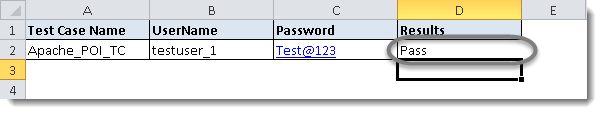 A B C D E
1 Test Case Name UserName Password Results
2 Apache_POI_TC testuser_1 Test@123 Pass
3
4